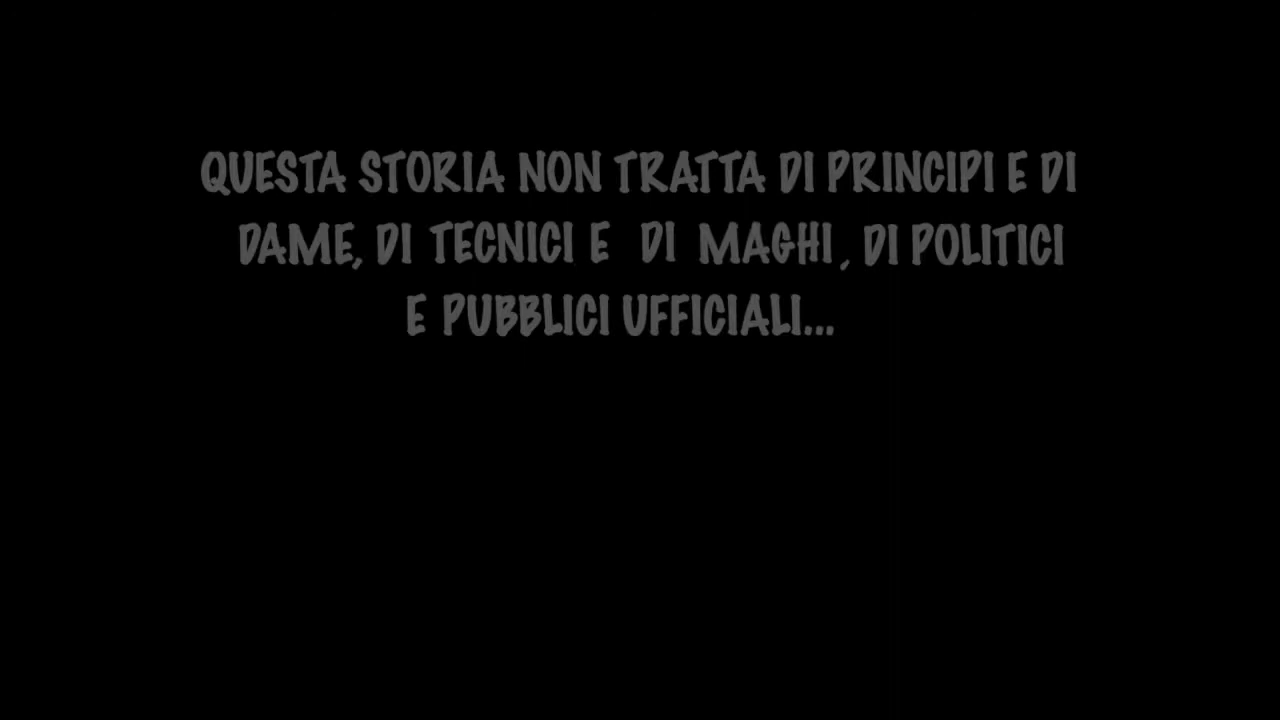 QUESTA STORIA NON TRATTA DI PRINCIPI E DI
DAME, DI TECNICI E DI MAGHI , DI POLITICI
E PUBBLICI UFFICIALI...